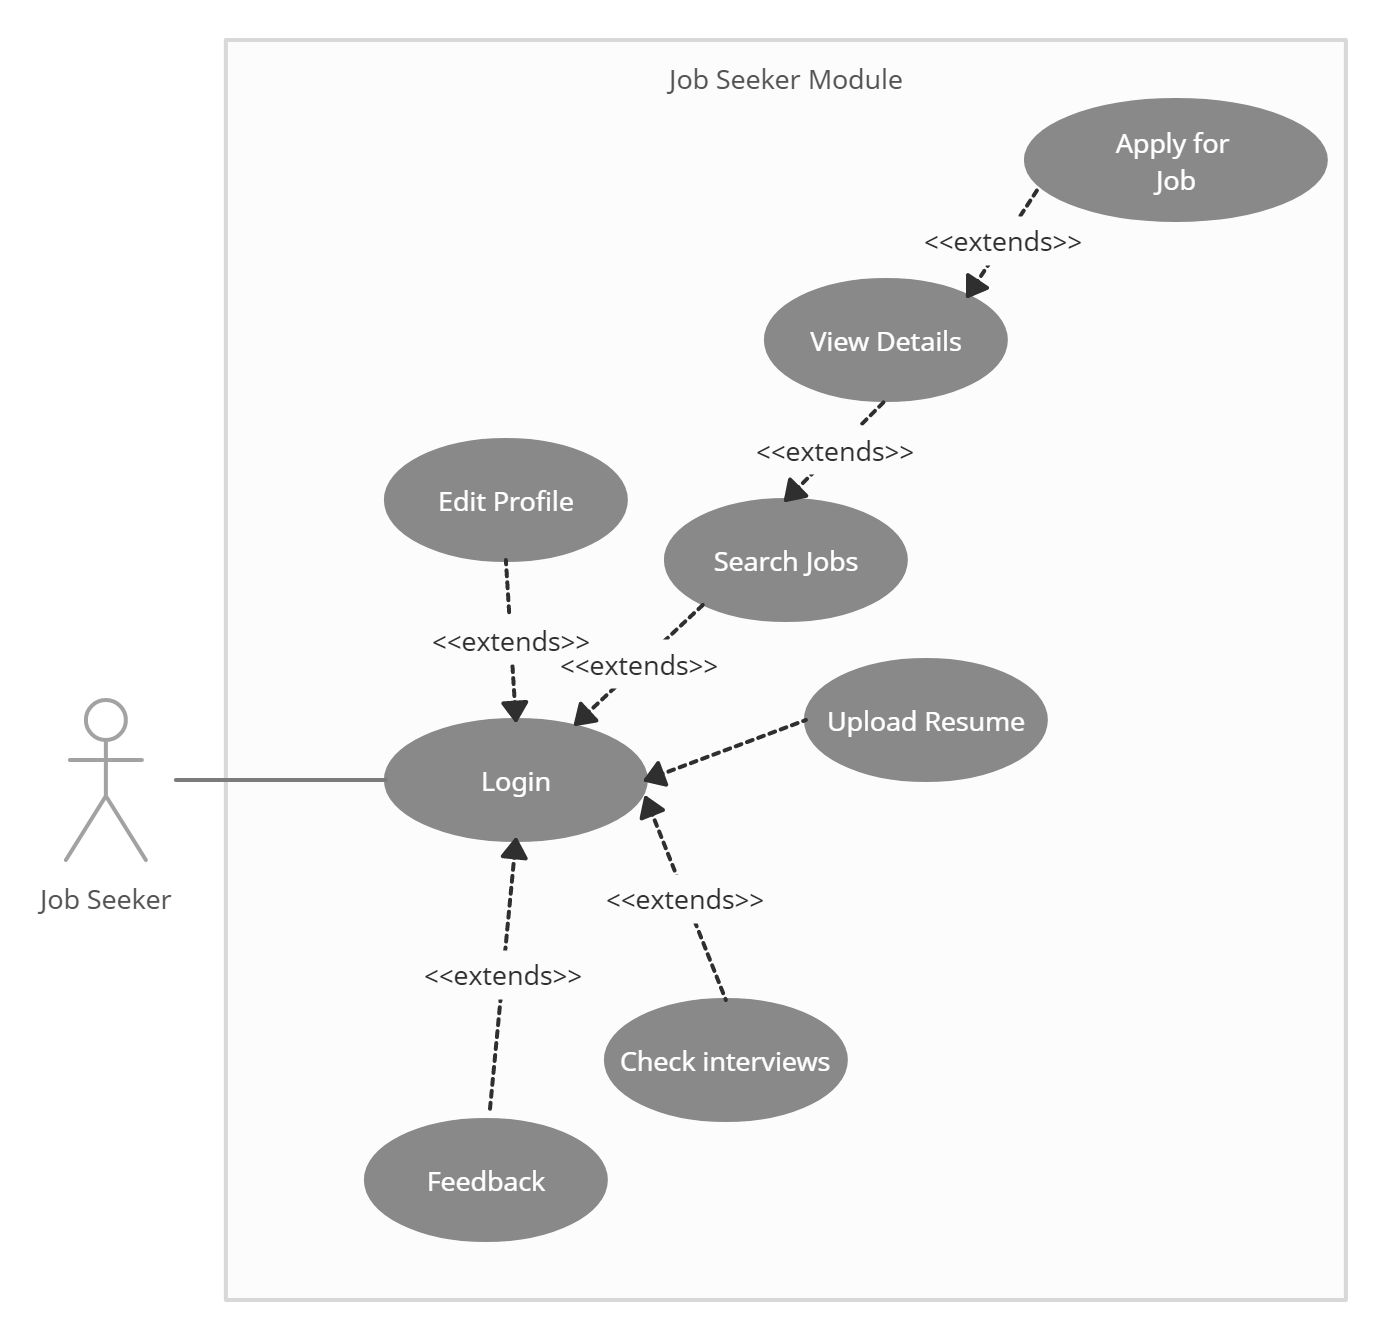 Job Seeker Module
Apply for
Job
<<extends>>
View Details
<<extends>>
Edit Profile
Search Jobs
<<extends>>
<<extends>>
Upload Resume
Login
Job Seeker
<<extends>>
<<extends>>
Check interviews
Feedback